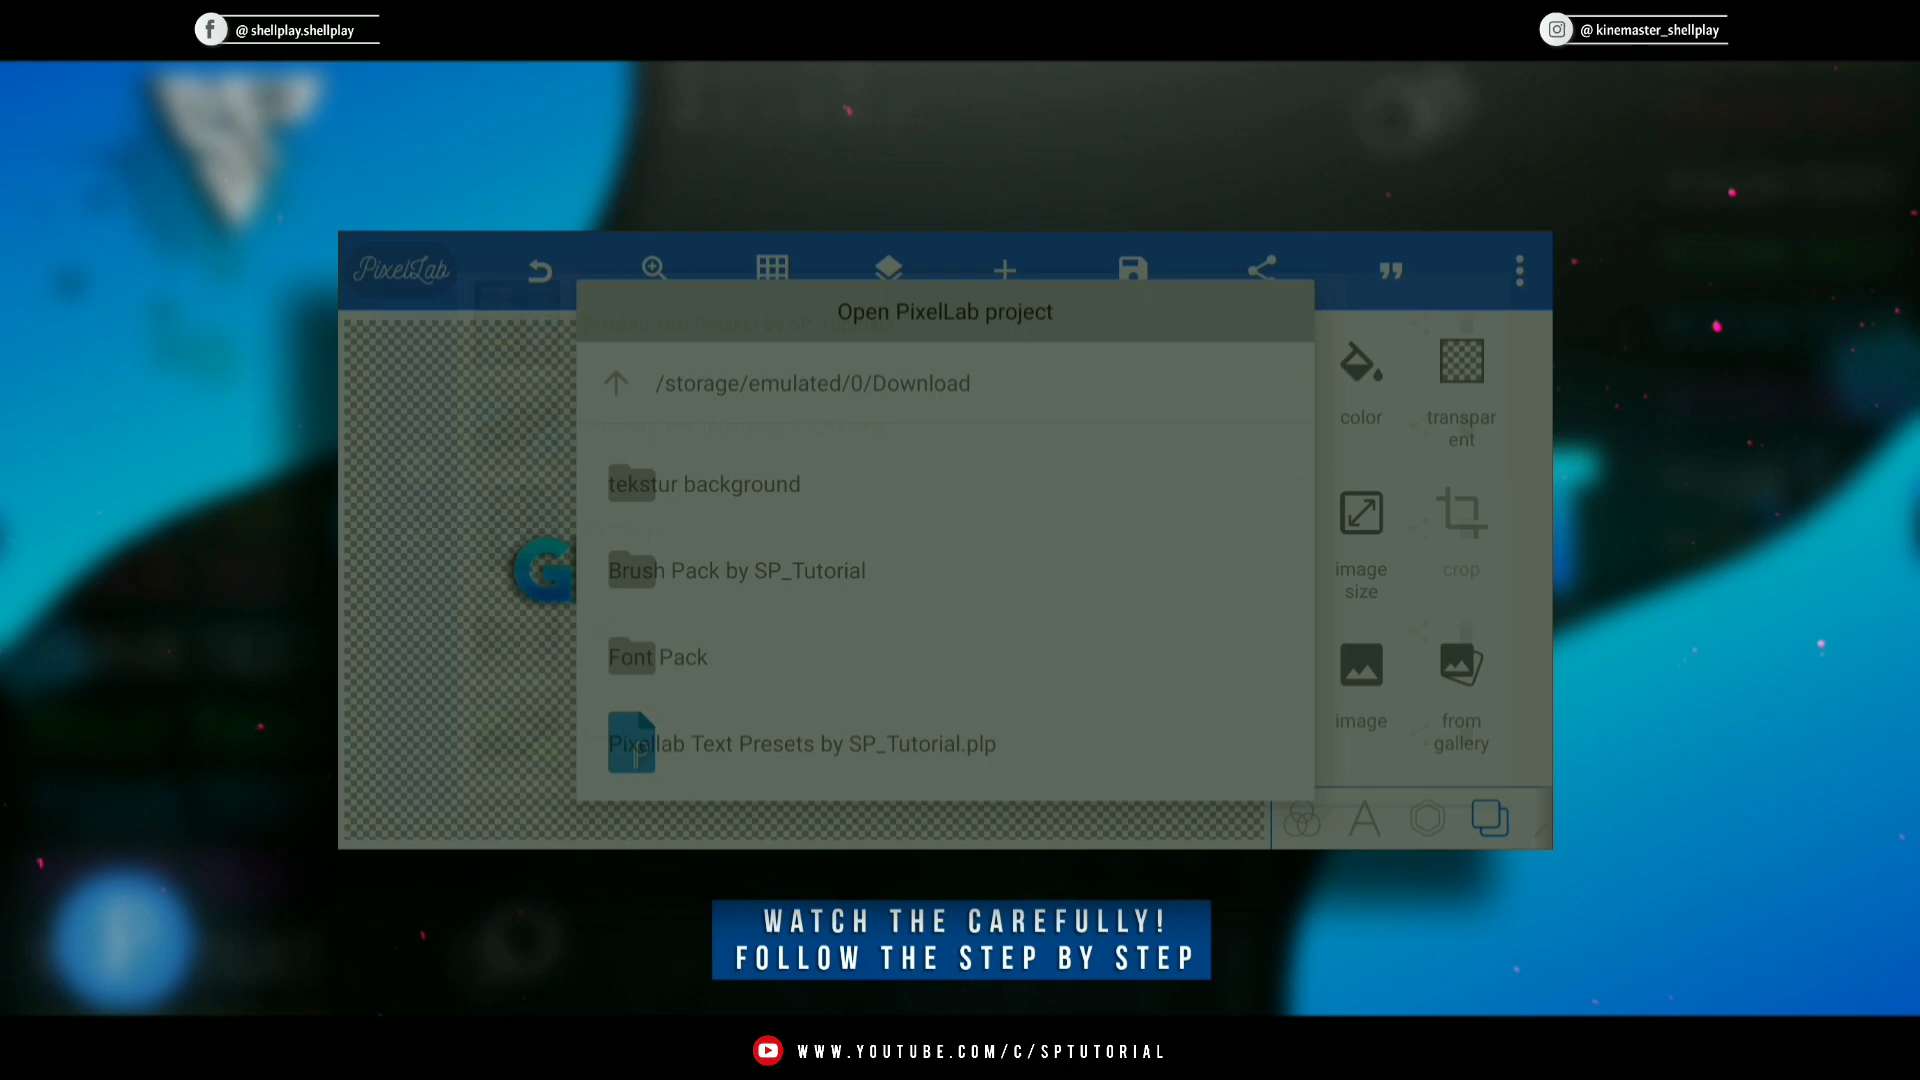 @ shellplay.shellplay
@ kinemaster_shellplay
PixelLab
Open PixelLab project
/storage/emulated/0/Download
tekstur background
Brush Pack by SP_Tutorial
Font Pack
Pixellab Text Presets by SP_Tutorial.plp
G
color
transpar
ent
image
size
crop
image
from
gallery
WATCH THE CAREFULLY!
FOLLOW THE STEP BY STEP
WWW.YOUTUBE.COM/C/SPTUTORIAL